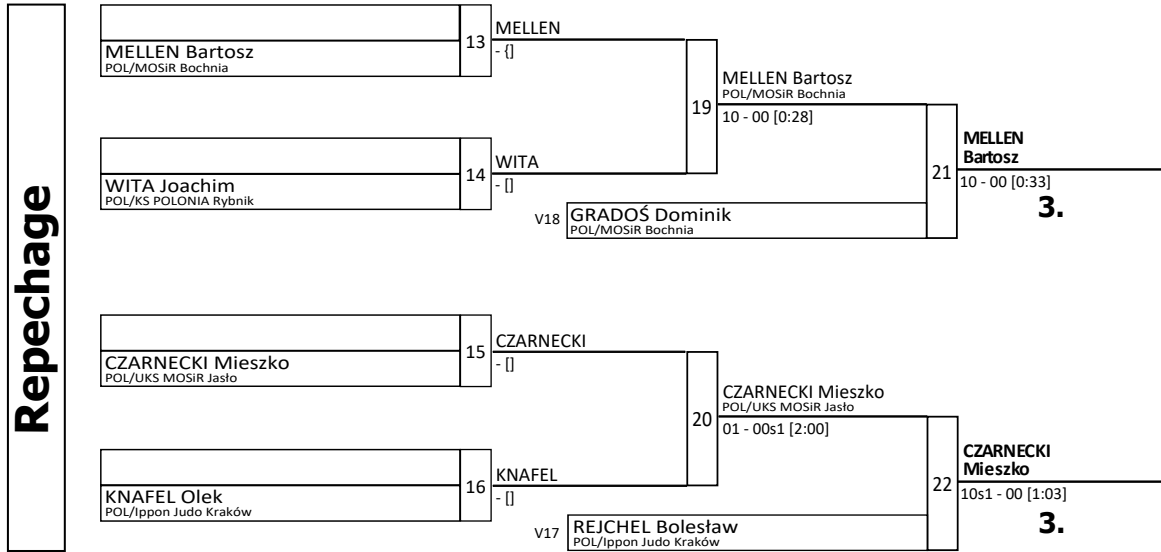 Repechage
13
MELLEN
MELLEN Bartosz
POL/MOSiR Bochnia
- {]
19
MELLEN Bartosz
POL/MOSiR Bochnia
10 - 00 [0:28]
14
WITA
WITA Joachim
POL/KS POLONIA Rybnik
- []
21
MELLEN
Bartosz
10 - 00 [0:33]
3.
V18
GRADOŚ Dominik
POL/MOSiR Bochnia
15
CZARNECKI
CZARNECKI Mieszko
POL/UKS MOSiR Jasło
- []
20
CZARNECKI Mieszko
POL/UKS MOSiR Jasło
01 - 00s1 [2:00]
16
KNAFEL
KNAFEL Olek
POL/Ippon Judo Kraków
- []
22
CZARNECKI
Mieszko
10s1 - 00 [1:03]
3.
V17
REJCHEL Bolesław
POL/Ippon Judo Kraków